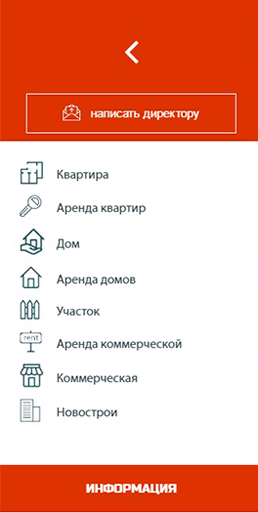 написать директору
Квартира
Аренда квартир
Дом
Аренда домов
Участок
rent
Аренда коммерческой
Коммерческая
Новострои
ИНФОРМАЦИЯ